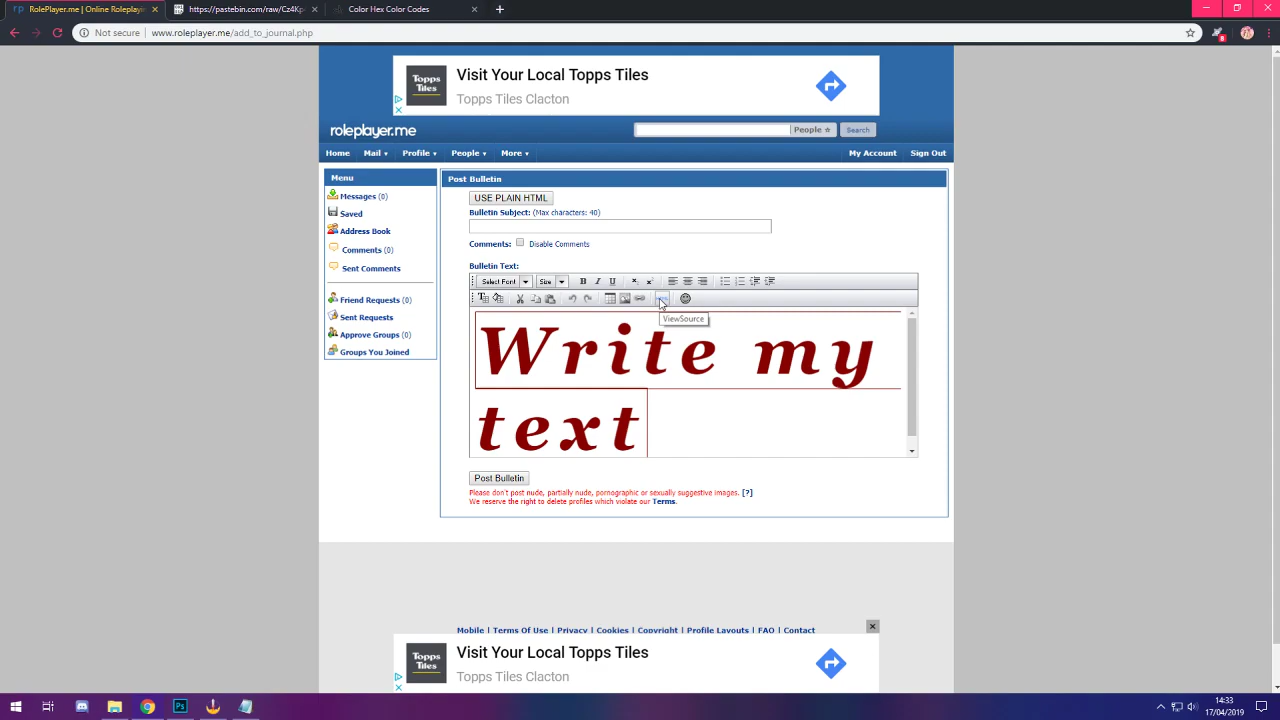 RolePlayer.me | Online Roleplay
https://pastebin.com/raw/Cz4Kp
Color Hex Color Codes
Not secure | www.roleplayer.me/add_to_journal.php
Topps Tiles
Visit Your Local Topps Tiles
Topps Tiles Clacton
roleplayer.me
People
Search
Home Mail Profile People More My Account Sign Out
Menu
Messages (0)
Saved
Address Book
Comments (0)
Sent Comments
Friend Requests (0)
Sent Requests
Approve Groups (0)
Groups You Joined
Post Bulletin
USE PLAIN HTML
Bulletin Subject: (Max characters: 40)
Comments: Disable Comments
Bulletin Text:
Select Font Size B I U
ViewSource
Write my
text
Post Bulletin
Please don't post nude, partially nude, pornographic or sexually suggestive images. [?]
We reserve the right to delete profiles which violate our Terms.
Mobile | Terms Of Use | Privacy | Cookies | Copyright | Profile Layouts | FAQ | Contact
Topps Tiles
Visit Your Local Topps Tiles
Topps Tiles Clacton
Ps
14:33
17/04/2019